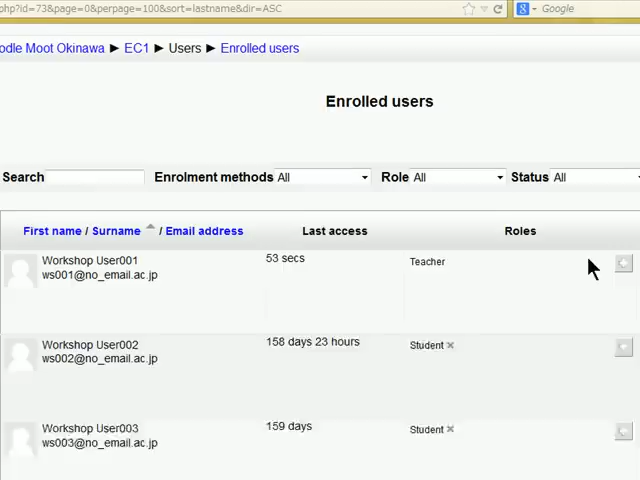 php?id=73&page=0&perpage=100&sort=lastname&dir=ASC
Google
odle Moot Okinawa ► EC1 ► Users ► Enrolled users
Enrolled users
Search Enrolment methods All Role All Status All
First name / Surname / Email address Last access Roles
Workshop User001 53 secs Teacher
ws001@no_email.ac.jp
Workshop User002 158 days 23 hours Student
ws002@no_email.ac.jp
Workshop User003 159 days Student
ws003@no_email.ac.jp